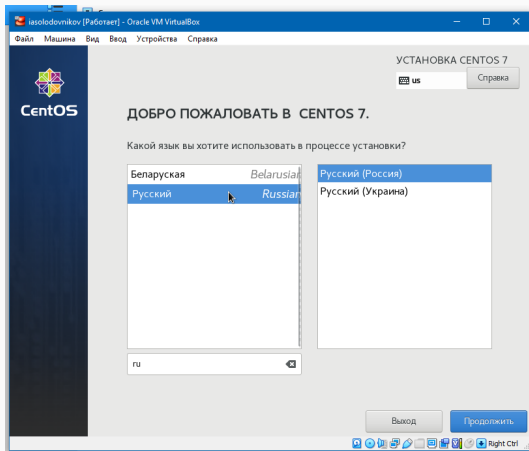 iasolodovnikov [Работает] - Oracle VM VirtualBox
Файл Машина Вид Ввод Устройства Справка
УСТАНОВКА CENTOS 7
us
Справка
CentOS
ДОБРО ПОЖАЛОВАТЬ В CENTOS 7.
Какой язык вы хотите использовать в процессе установки?
Беларуская Belarusian
Русский Russian
Русский (Россия)
Русский (Украина)
ru
Выход
Продолжить
Right Ctrl